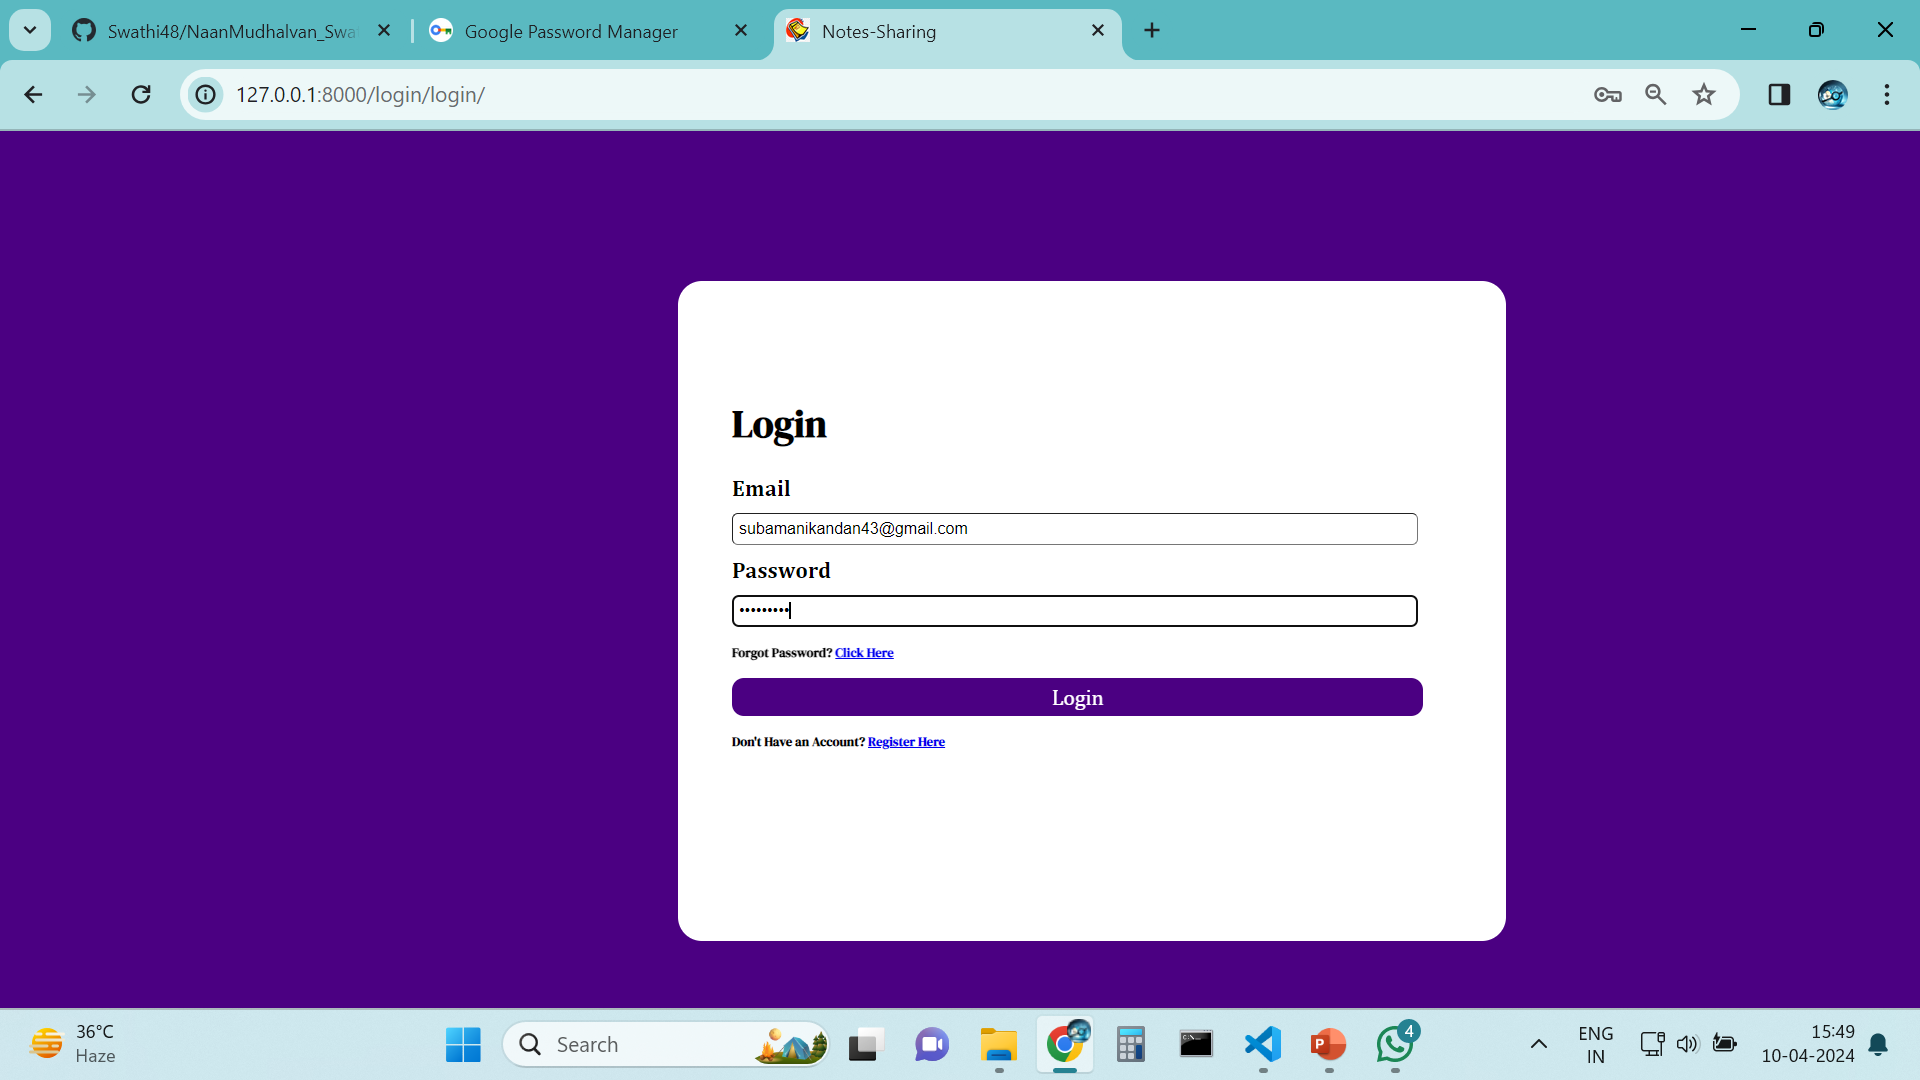 Swathi48/NaanMudhalvan_Swa
Google Password Manager
Notes-Sharing
127.0.0.1:8000/login/login/
Login
Email
subamanikandan43@gmail.com
Password
•••••••••
Forgot Password? Click Here
Login
Don't Have an Account? Register Here
36°C
Haze
Search
4
ENG
IN
15:49
10-04-2024